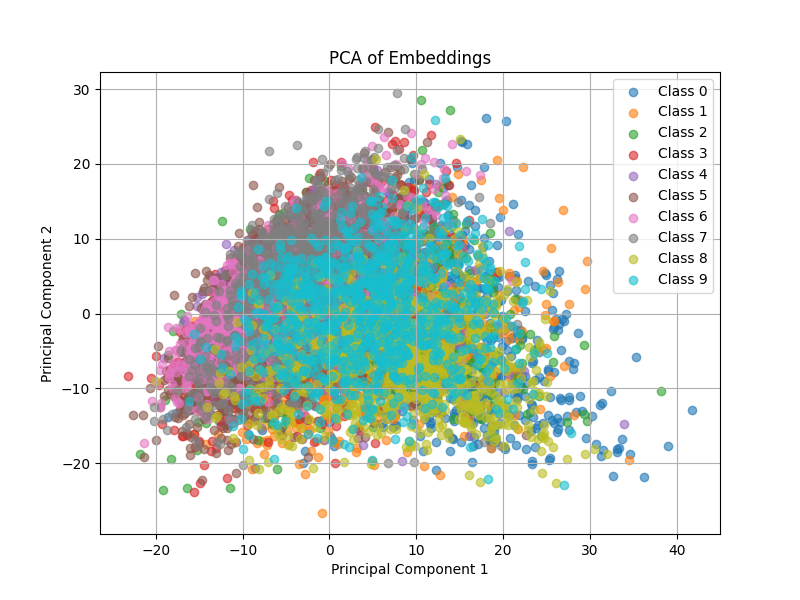 PCA of Embeddings
30
20
10
0
−10
−20
Principal Component 2
−20
−10
0
10
20
30
40
Principal Component 1
Class 0
Class 1
Class 2
Class 3
Class 4
Class 5
Class 6
Class 7
Class 8
Class 9